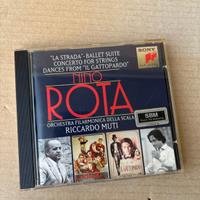 "LA STRADA"- BALLET SUITE
CONCERTO FOR STRINGS
DANCES FROM "IL GATTOPARDO"
SONY
NINO
ROTA
ORCHESTRA FILARMONICA DELLA SCALA
RICCARDO MUTI
SBM